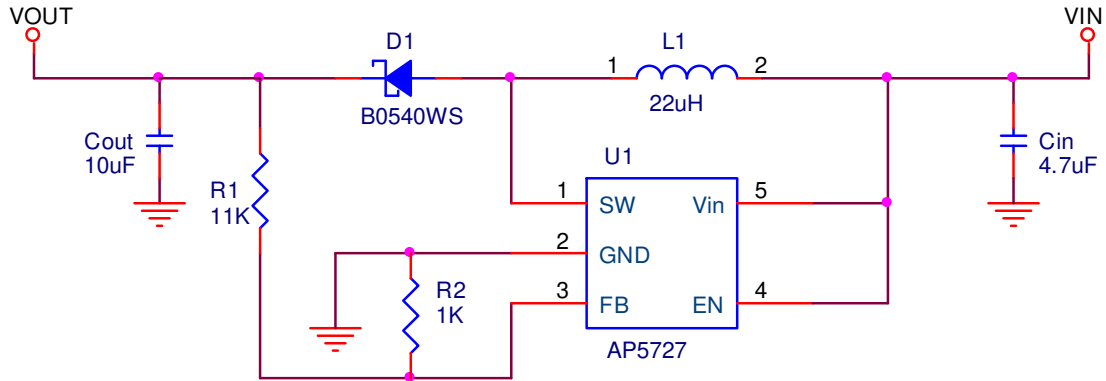 VOUT
VIN
D1
B0540WS
L1
1
2
22uH
Cout
10uF
R1
11K
Cin
4.7uF
U1
1
SW
Vin
5
2
GND
3
FB
EN
4
R2
1K
AP5727